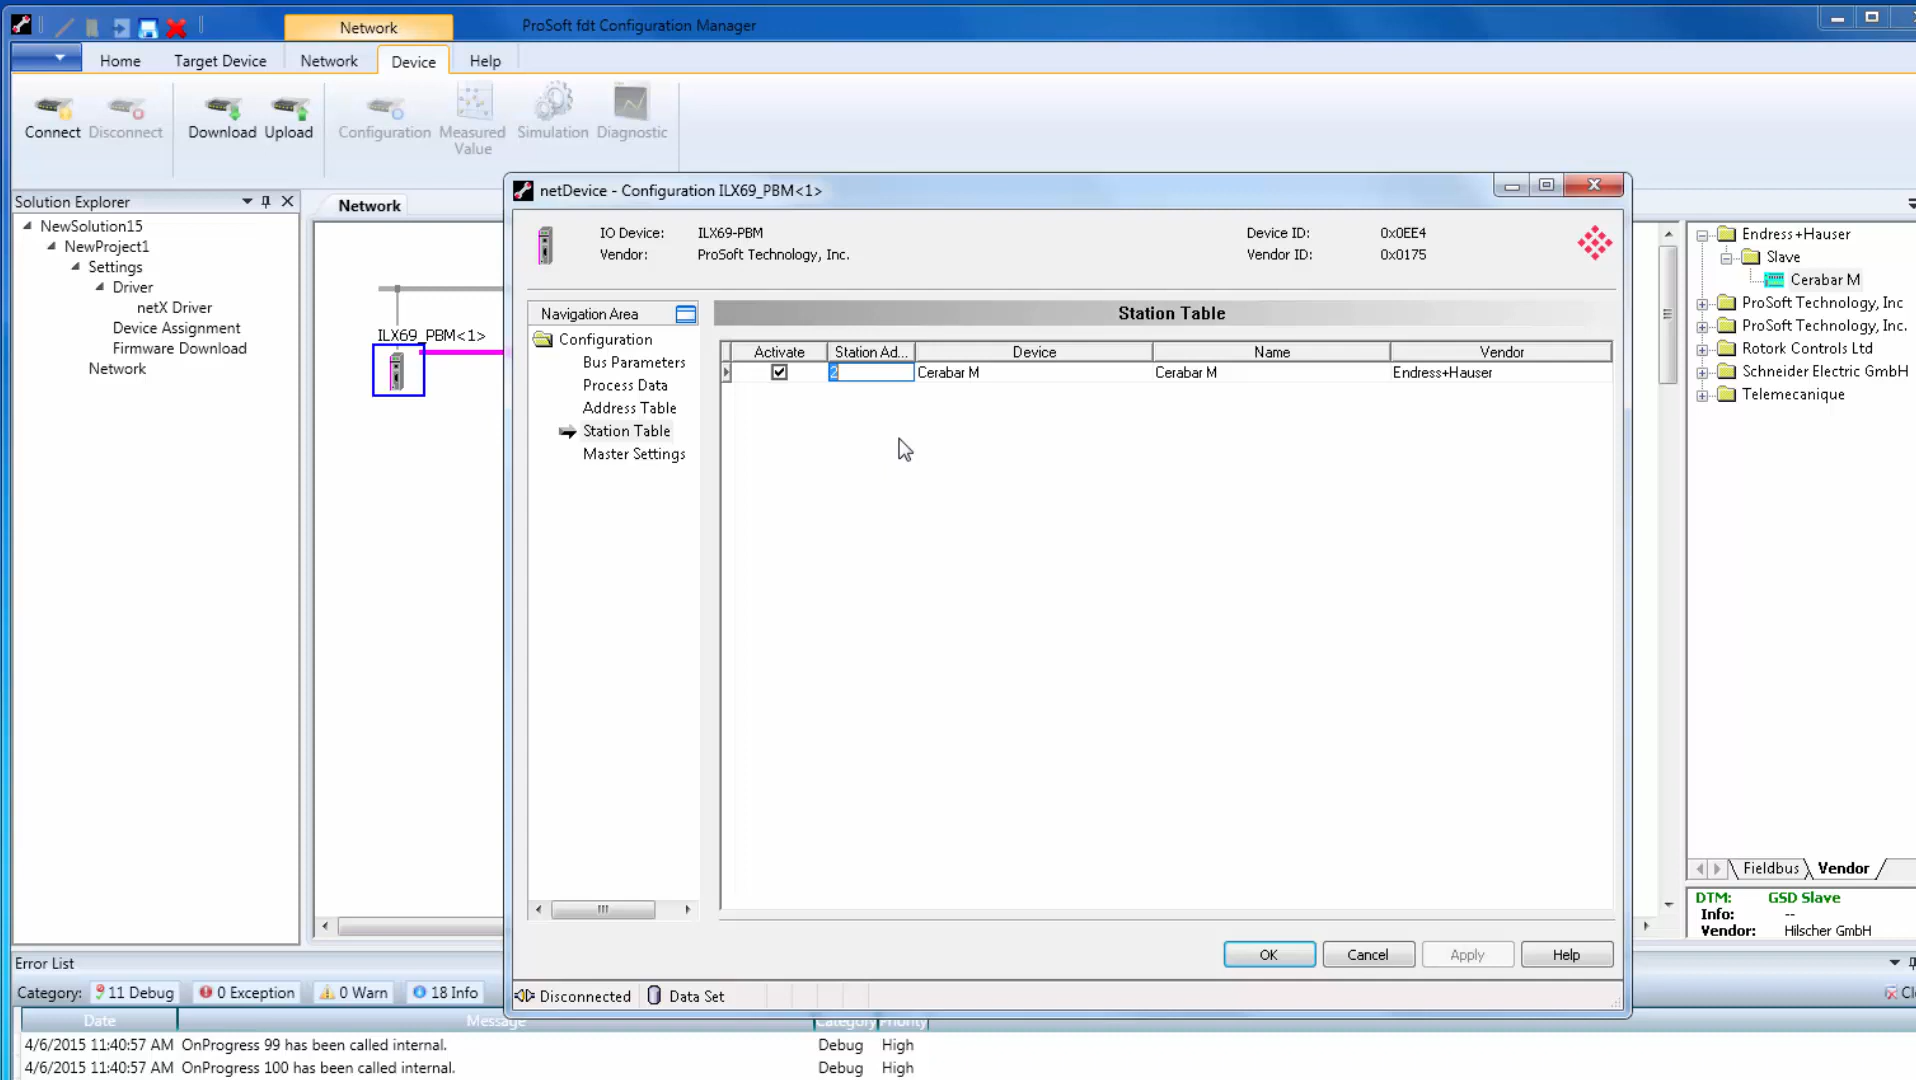 Network
ProSoft fdt Configuration Manager
Home
Target Device
Network
Device
Help
Connect
Disconnect
Download
Upload
Configuration
Measured
Value
Simulation
Diagnostic
Solution Explorer
NewSolution15
NewProject1
Settings
Driver
netX Driver
Device Assignment
Firmware Download
Network
Network
ILX69_PBM<1>
netDevice - Configuration ILX69_PBM<1>
IO Device: ILX69-PBM
Vendor: ProSoft Technology, Inc.
Device ID: 0x0EE4
Vendor ID: 0x0175
Navigation Area
Configuration
Bus Parameters
Process Data
Address Table
Station Table
Master Settings
Station Table
Activate Station Ad... Device Name Vendor
2 Cerabar M Cerabar M Endress+Hauser
OK Cancel Apply Help
Disconnected Data Set
Endress+Hauser
Slave
Cerabar M
ProSoft Technology, Inc
ProSoft Technology, Inc.
Rotork Controls Ltd
Schneider Electric GmbH
Telemecanique
Fieldbus Vendor
DTM: GSD Slave
Info: --
Vendor: Hilscher GmbH
Error List
Category: 11 Debug 0 Exception 0 Warn 18 Info
Date Message Category Priority
4/6/2015 11:40:57 AM OnProgress 99 has been called internal. Debug High
4/6/2015 11:40:57 AM OnProgress 100 has been called internal. Debug High